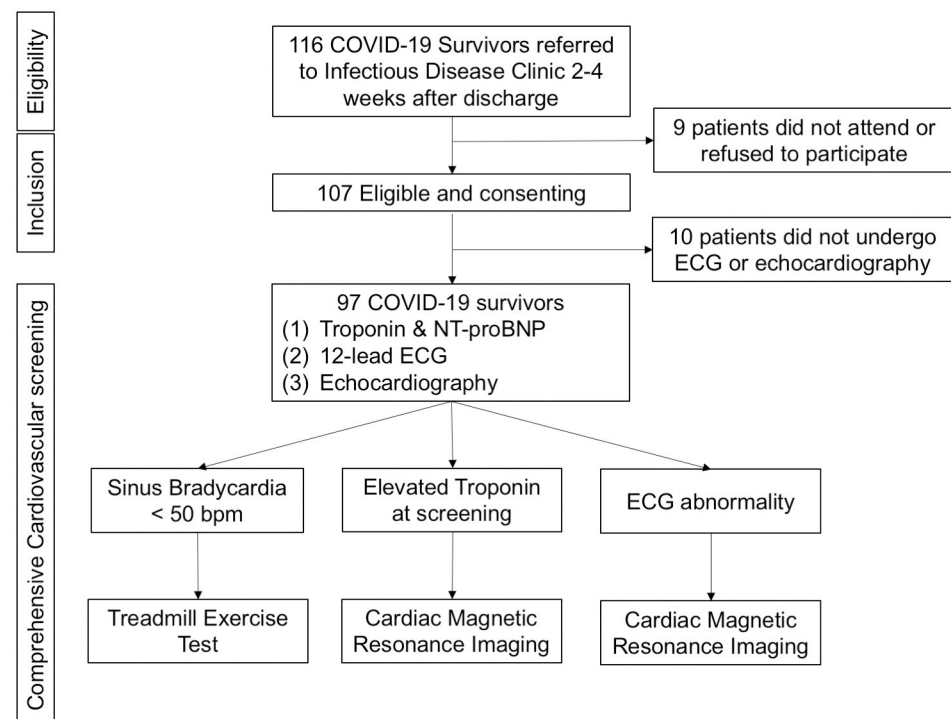 Eligibility
116 COVID-19 Survivors referred
to Infectious Disease Clinic 2-4
weeks after discharge
9 patients did not attend or
refused to participate
Inclusion
107 Eligible and consenting
10 patients did not undergo
ECG or echocardiography
Comprehensive Cardiovascular screening
97 COVID-19 survivors
(1) Troponin & NT-proBNP
(2) 12-lead ECG
(3) Echocardiography
Sinus Bradycardia
< 50 bpm
Elevated Troponin
at screening
ECG abnormality
Treadmill Exercise
Test
Cardiac Magnetic
Resonance Imaging
Cardiac Magnetic
Resonance Imaging